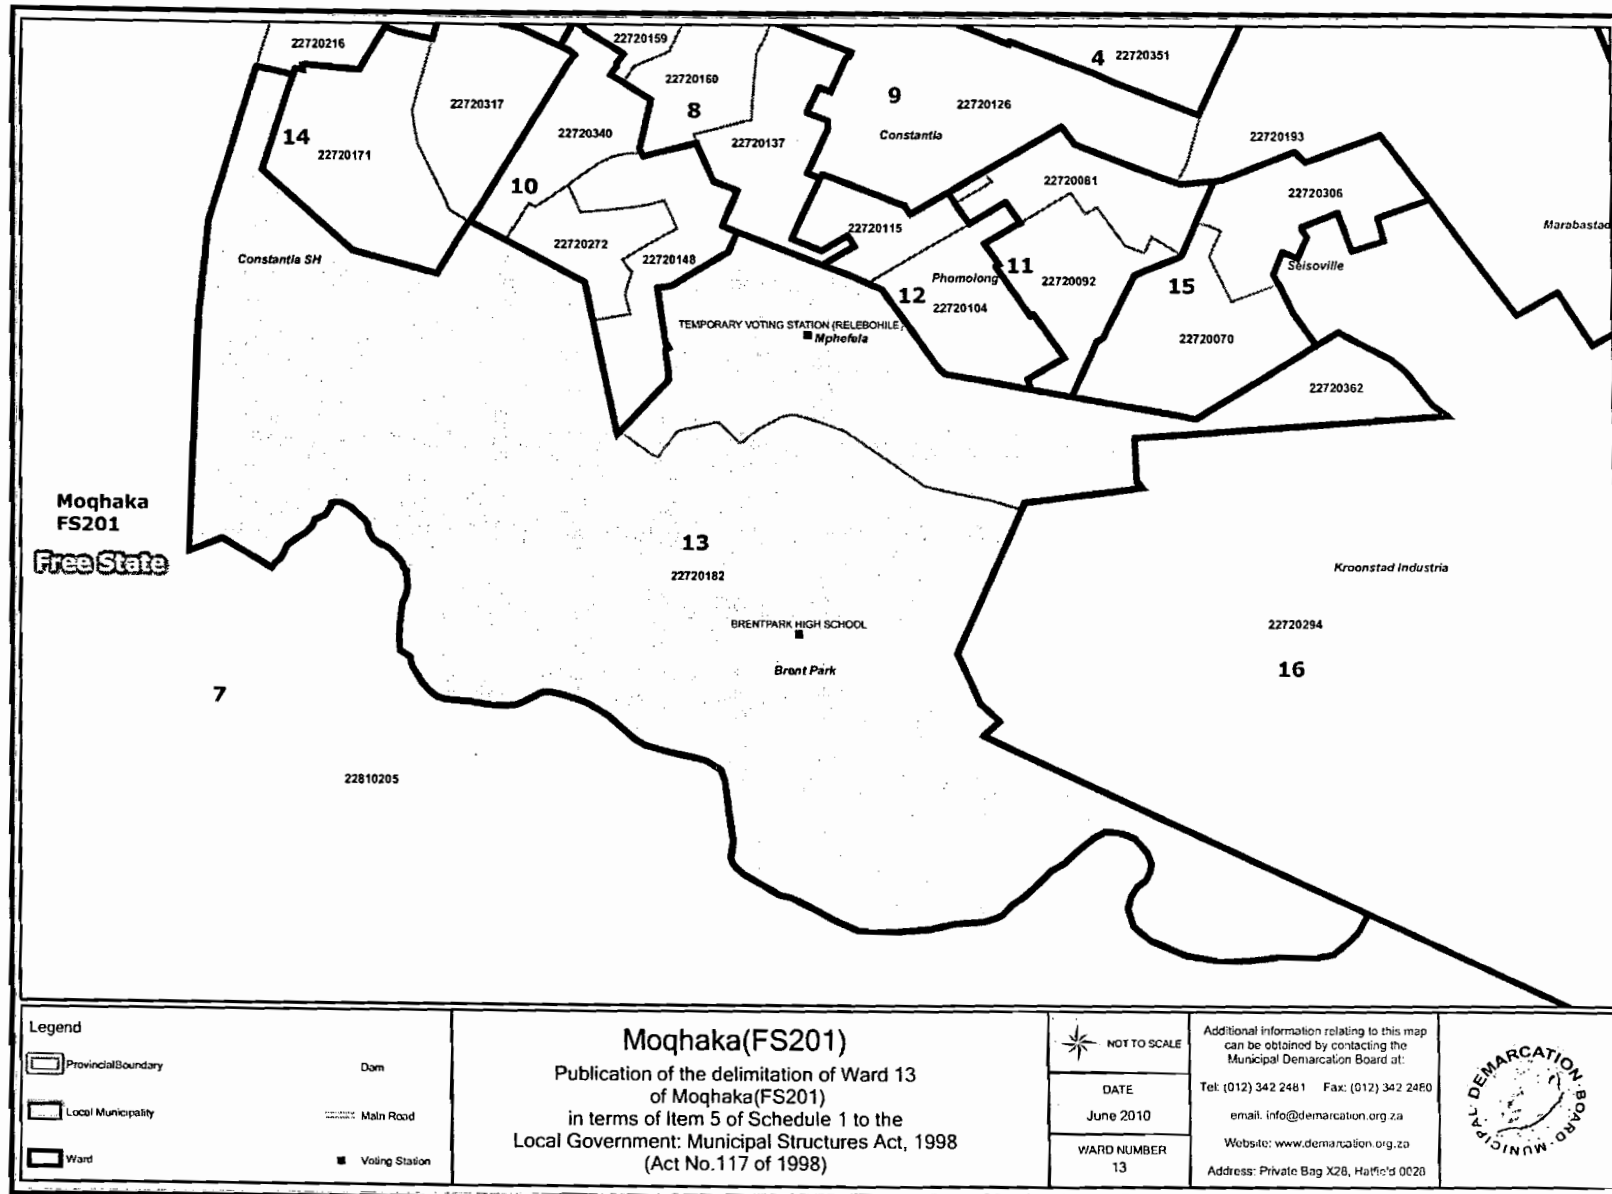 22720216
22720159
4 22720351
22720160
8
9
22720126
22720317
14
22720171
22720340
22720137
Constantia
22720193
10
22720081
22720306
22720115
Marabastad
22720272
22720148
Constantia SH
Phomolong
11
22720092
Seisoville
15
12
22720104
TEMPORARY VOTING STATION (RELEBOHILE)
Mphefela
22720070
22720362
Moqhaka
FS201
Free State
13
22720182
Kroonstad Industria
BRENTPARK HIGH SCHOOL
Brent Park
22720294
16
7
22810205
Legend
ProvincialBoundary
Dam
Local Municipality
Main Road
Ward
Voting Station
Moqhaka(FS201)
Publication of the delimitation of Ward 13
of Moqhaka(FS201)
in terms of Item 5 of Schedule 1 to the
Local Government: Municipal Structures Act, 1998
(Act No.117 of 1998)
NOT TO SCALE
DATE
June 2010
WARD NUMBER
13
Additional information relating to this map
can be obtained by contacting the
Municipal Demarcation Board at:
Tel: (012) 342 2481 Fax: (012) 342 2480
email: info@demarcation.org.za
Website: www.demarcation.org.za
Address: Private Bag X28, Hatfield 0028
MUNICIPAL DEMARCATION BOARD